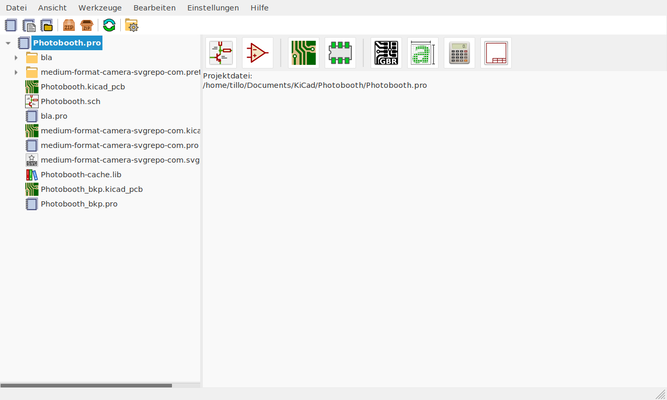 Datei Ansicht Werkzeuge Bearbeiten Einstellungen Hilfe
Photobooth.pro
bla
medium-format-camera-svgrepo-com.pret
Photobooth.kicad_pcb
Photobooth.sch
bla.pro
medium-format-camera-svgrepo-com.kica
medium-format-camera-svgrepo-com.pro
medium-format-camera-svgrepo-com.svg
Photobooth-cache.lib
Photobooth_bkp.kicad_pcb
Photobooth_bkp.pro
GBR
Projektdatei:
/home/tillo/Documents/KiCad/Photobooth/Photobooth.pro